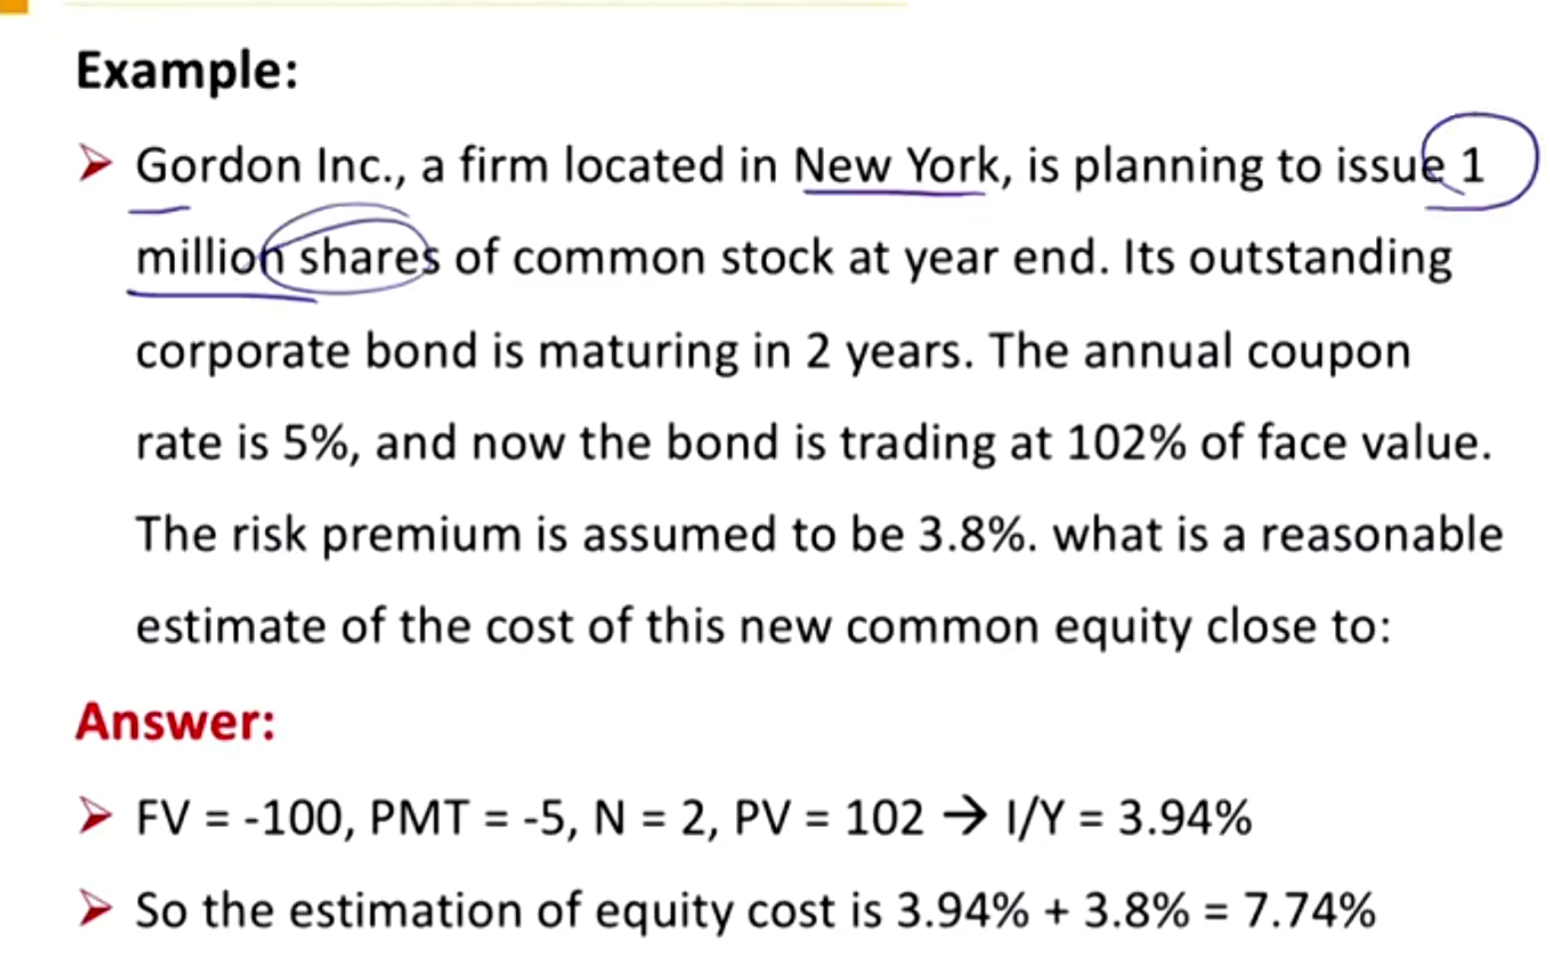 Example:
➢ Gordon Inc., a firm located in New York, is planning to issue 1
million shares of common stock at year end. Its outstanding
corporate bond is maturing in 2 years. The annual coupon
rate is 5%, and now the bond is trading at 102% of face value.
The risk premium is assumed to be 3.8%. what is a reasonable
estimate of the cost of this new common equity close to:
Answer:
➢ FV = -100, PMT = -5, N = 2, PV = 102 → I/Y = 3.94%
➢ So the estimation of equity cost is 3.94% + 3.8% = 7.74%